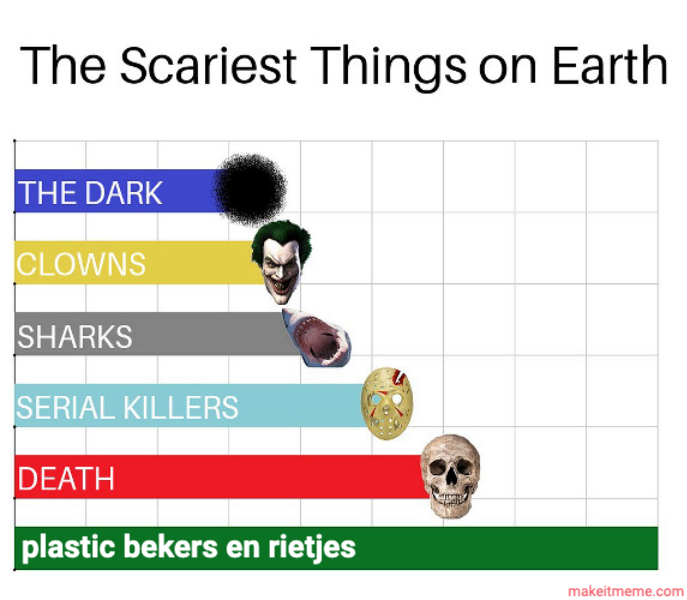 The Scariest Things on Earth
THE DARK
CLOWNS
SHARKS
SERIAL KILLERS
DEATH
plastic bekers en rietjes
makeitmeme.com